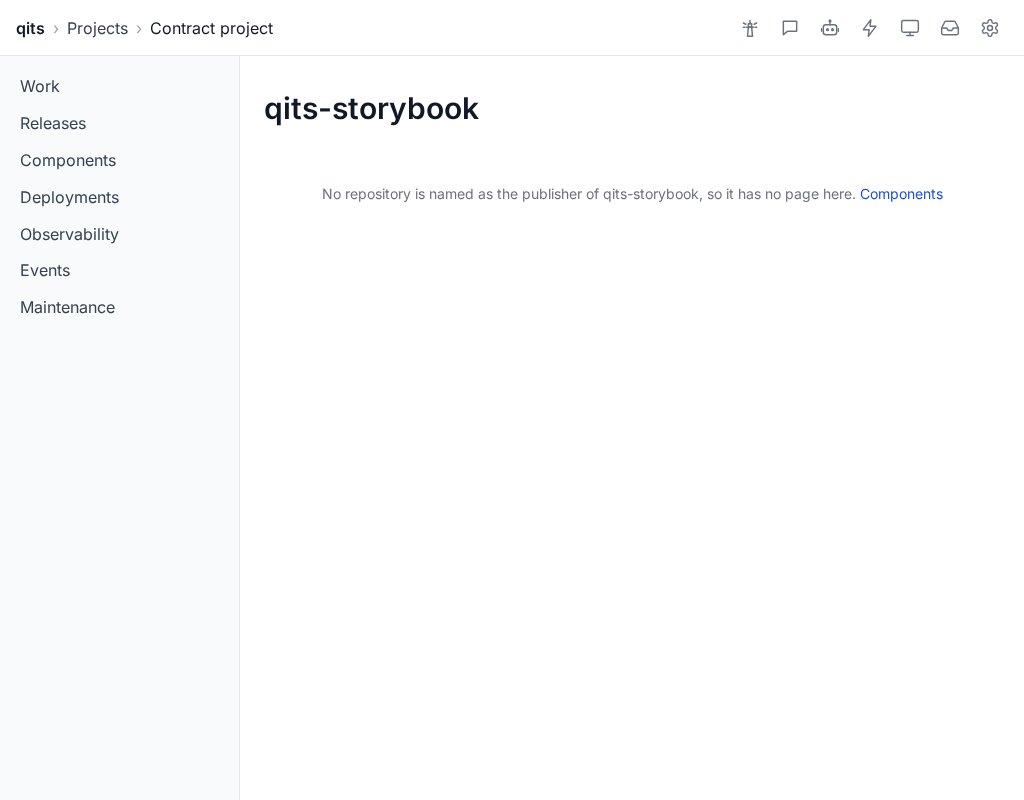 qits › Projects › Contract project
Work
Releases
Components
Deployments
Observability
Events
Maintenance
qits-storybook
No repository is named as the publisher of qits-storybook, so it has no page here. Components